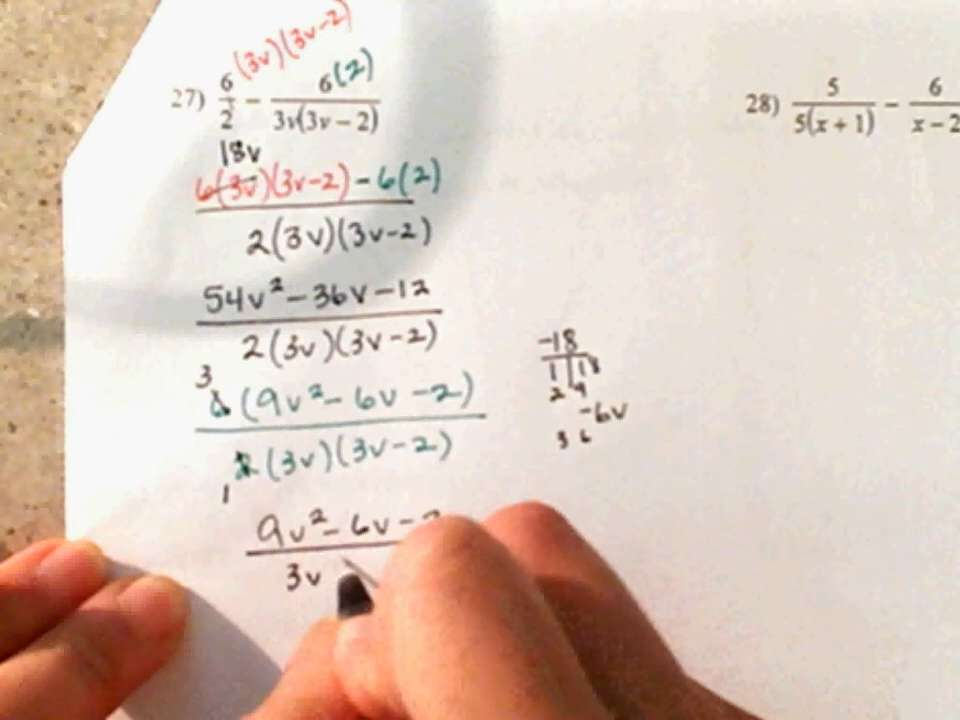 27) 6/2 (3v)(3v-2) - 6(2)/3v(3v - 2)
18v
6(3v)(3v-2) - 6(2)
2(3v)(3v-2)
54v² - 36v - 12
2(3v)(3v-2)
3
6(9v² - 6v - 2)
2(3v)(3v-2)
1
9v² - 6v -
3v
-18
1 18
2 9
-6v
3 6
28) 5/5(x + 1) - 6/x - 2